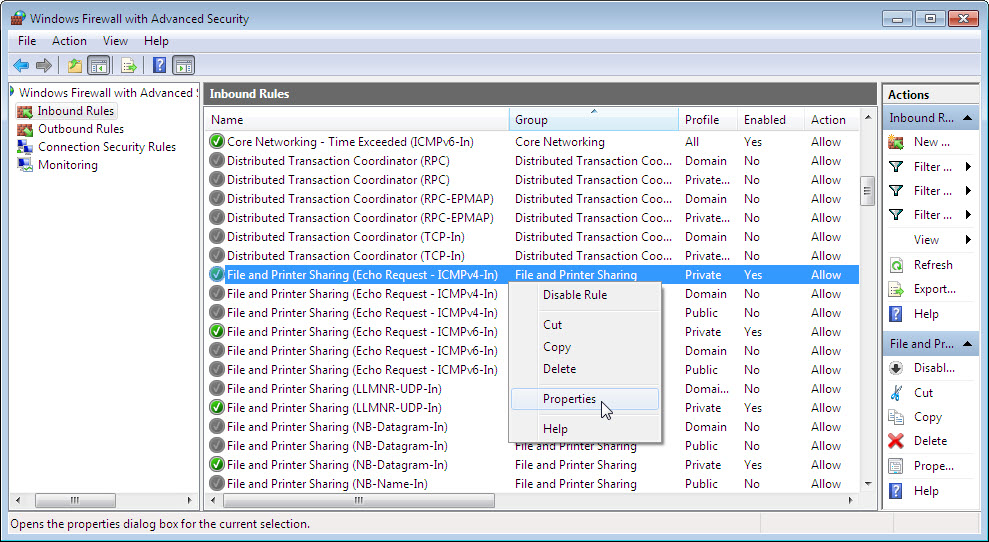 Windows Firewall with Advanced Security
File Action View Help
Windows Firewall with Advanced S
Inbound Rules
Outbound Rules
Connection Security Rules
Monitoring
Inbound Rules
Name Group Profile Enabled Action
Core Networking - Time Exceeded (ICMPv6-In) Core Networking All Yes Allow
Distributed Transaction Coordinator (RPC) Distributed Transaction Coo... Domain No Allow
Distributed Transaction Coordinator (RPC) Distributed Transaction Coo... Private... No Allow
Distributed Transaction Coordinator (RPC-EPMAP) Distributed Transaction Coo... Domain No Allow
Distributed Transaction Coordinator (RPC-EPMAP) Distributed Transaction Coo... Private... No Allow
Distributed Transaction Coordinator (TCP-In) Distributed Transaction Coo... Domain No Allow
Distributed Transaction Coordinator (TCP-In) Distributed Transaction Coo... Private... No Allow
File and Printer Sharing (Echo Request - ICMPv4-In) File and Printer Sharing Private Yes Allow
File and Printer Sharing (Echo Request - ICMPv4-In) Domain No Allow
File and Printer Sharing (Echo Request - ICMPv4-In) Public No Allow
File and Printer Sharing (Echo Request - ICMPv6-In) Private Yes Allow
File and Printer Sharing (Echo Request - ICMPv6-In) Domain No Allow
File and Printer Sharing (Echo Request - ICMPv6-In) Public No Allow
File and Printer Sharing (LLMNR-UDP-In) Domai... No Allow
File and Printer Sharing (LLMNR-UDP-In) Private Yes Allow
File and Printer Sharing (NB-Datagram-In) Domain No Allow
File and Printer Sharing (NB-Datagram-In) File and Printer Sharing Public No Allow
File and Printer Sharing (NB-Datagram-In) File and Printer Sharing Private Yes Allow
File and Printer Sharing (NB-Name-In) File and Printer Sharing Public No Allow
Disable Rule
Cut
Copy
Delete
Properties
Help
Actions
Inbound R...
New ...
Filter ...
Filter ...
Filter ...
View
Refresh
Export...
Help
File and Pr...
Disabl...
Cut
Copy
Delete
Prope...
Help
Opens the properties dialog box for the current selection.